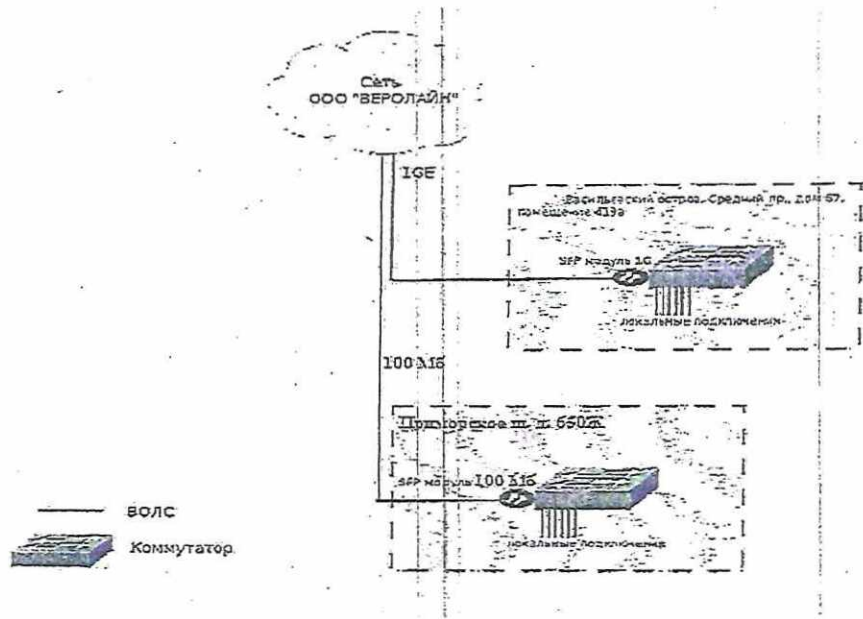 Сеть
ООО "ВЕРОЛАЙН"
1GE
Васильевский остров, Средний пр., дом 67,
помещение
SFP модуль 1G
локальные подключения
100 Мб
Приморское ш. д. 650Ж
SFP модуль 100 Мб
локальные подключения
ВОЛС
Коммутатор